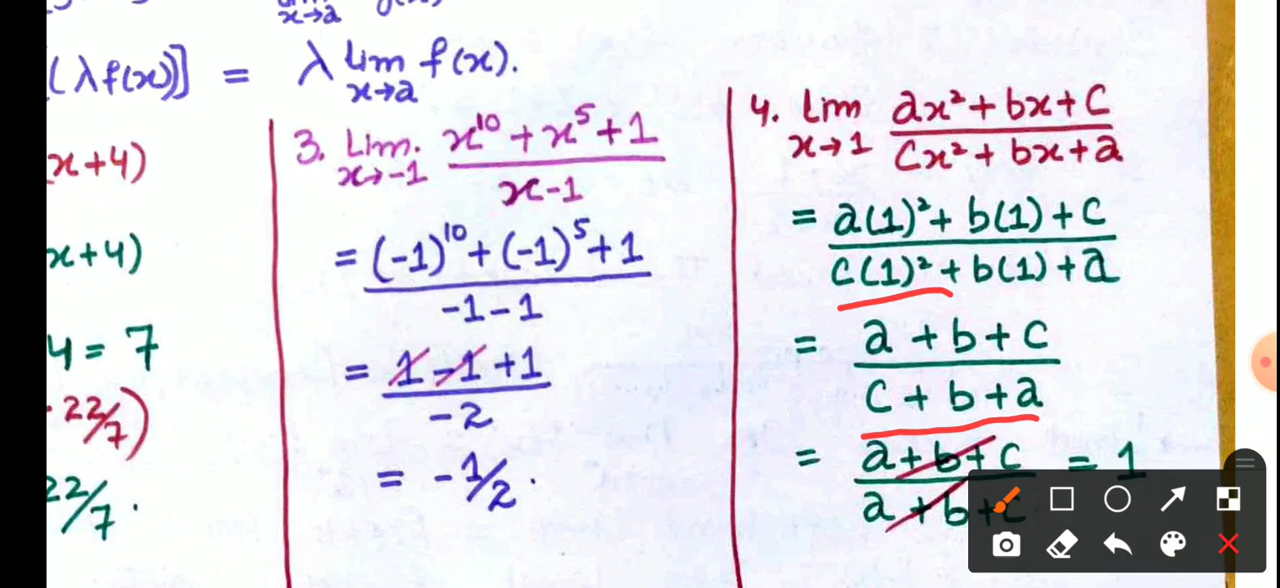 [λf(x)] = λ lim f(x).
x→a
x+4)
x+4)
4 = 7
22/7)
22/7.
3. Lim. x¹⁰ + x⁵ + 1
x→-1 x-1
= (-1)¹⁰ + (-1)⁵ + 1
-1-1
= 1 - 1 + 1
-2
= -1/2.
4. Lim ax² + bx + c
x→1 cx² + bx + a
= a(1)² + b(1) + c
c(1)² + b(1) + a
= a + b + c
c + b + a
= a + b + c = 1
a + b + c